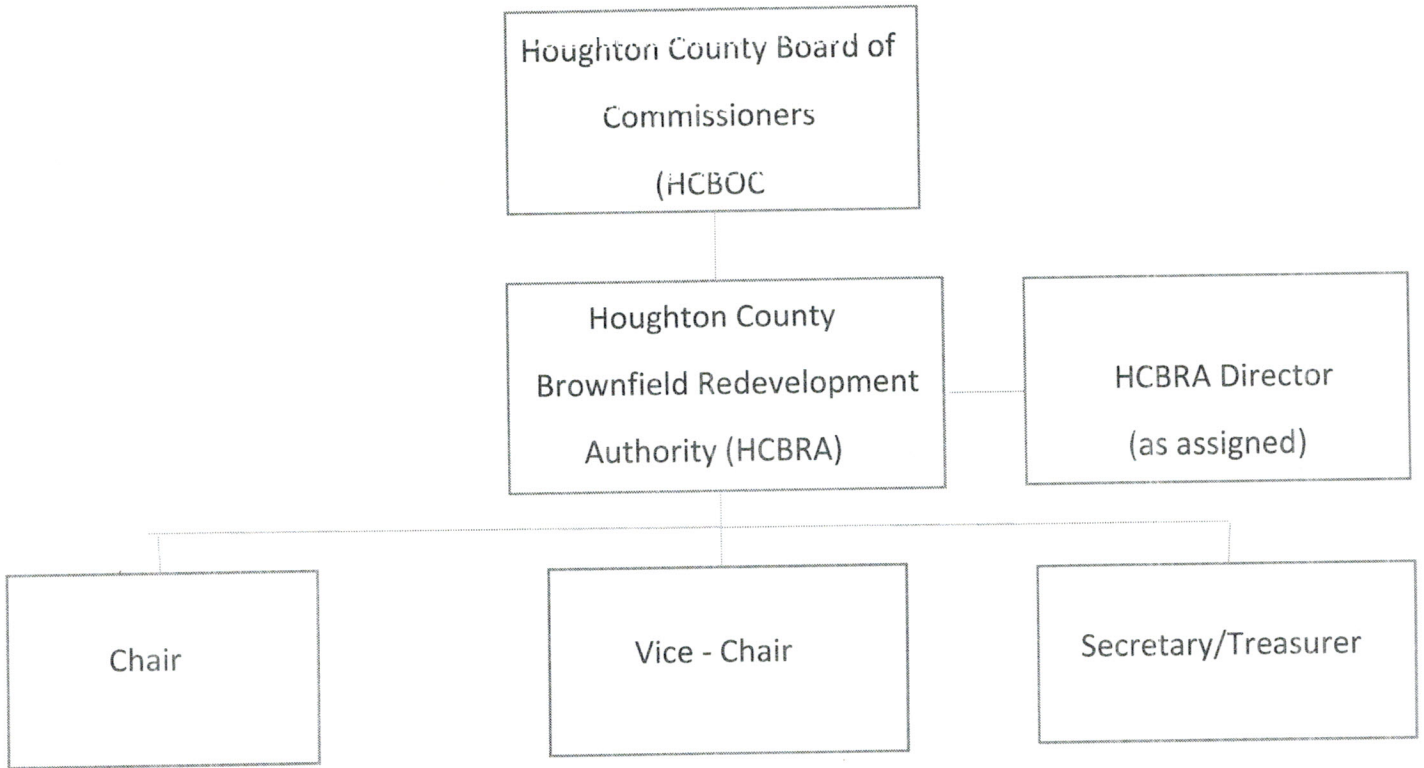 Houghton County Board of
Commissioners
(HCBOC
Houghton County
Brownfield Redevelopment
Authority (HCBRA)
HCBRA Director
(as assigned)
Chair
Vice - Chair
Secretary/Treasurer